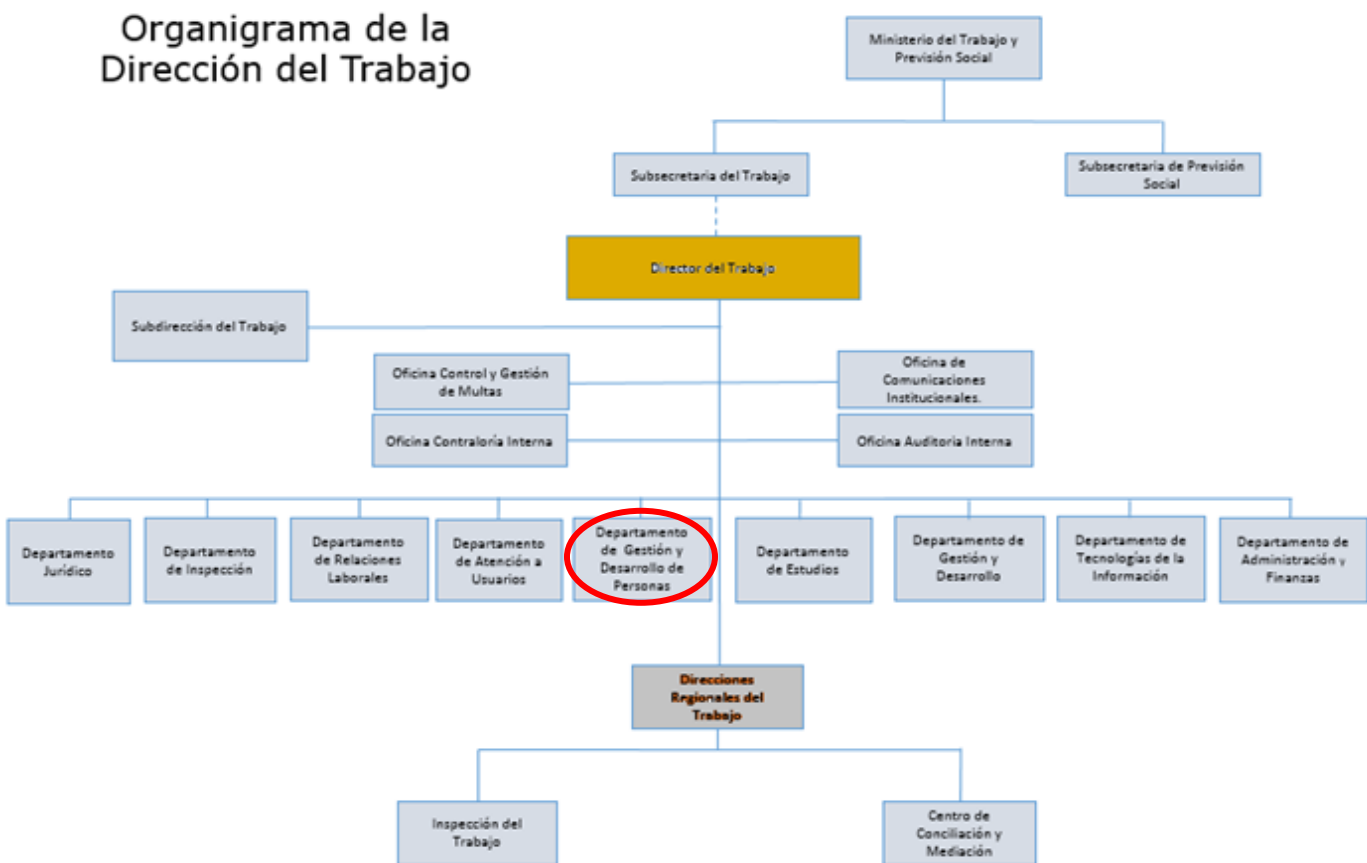 Organigrama de la
Dirección del Trabajo
Ministerio del Trabajo y
Previsión Social
Subsecretaria del Trabajo
Subsecretaria de Previsión
Social
Director del Trabajo
Subdirección del Trabajo
Oficina Control y Gestión
de Multas
Oficina de
Comunicaciones
Institucionales.
Oficina Contraloría Interna
Oficina Auditoria Interna
Departamento
Jurídico
Departamento
de Inspección
Departamento
de Relaciones
Laborales
Departamento
de Atención a
Usuarios
Departamento
de Gestión y
Desarrollo de
Personas
Departamento
de Estudios
Departamento de
Gestión y
Desarrollo
Departamento de
Tecnologías de la
Información
Departamento de
Administración y
Finanzas
Direcciones
Regionales del
Trabajo
Inspección del
Trabajo
Centro de
Conciliación y
Mediación